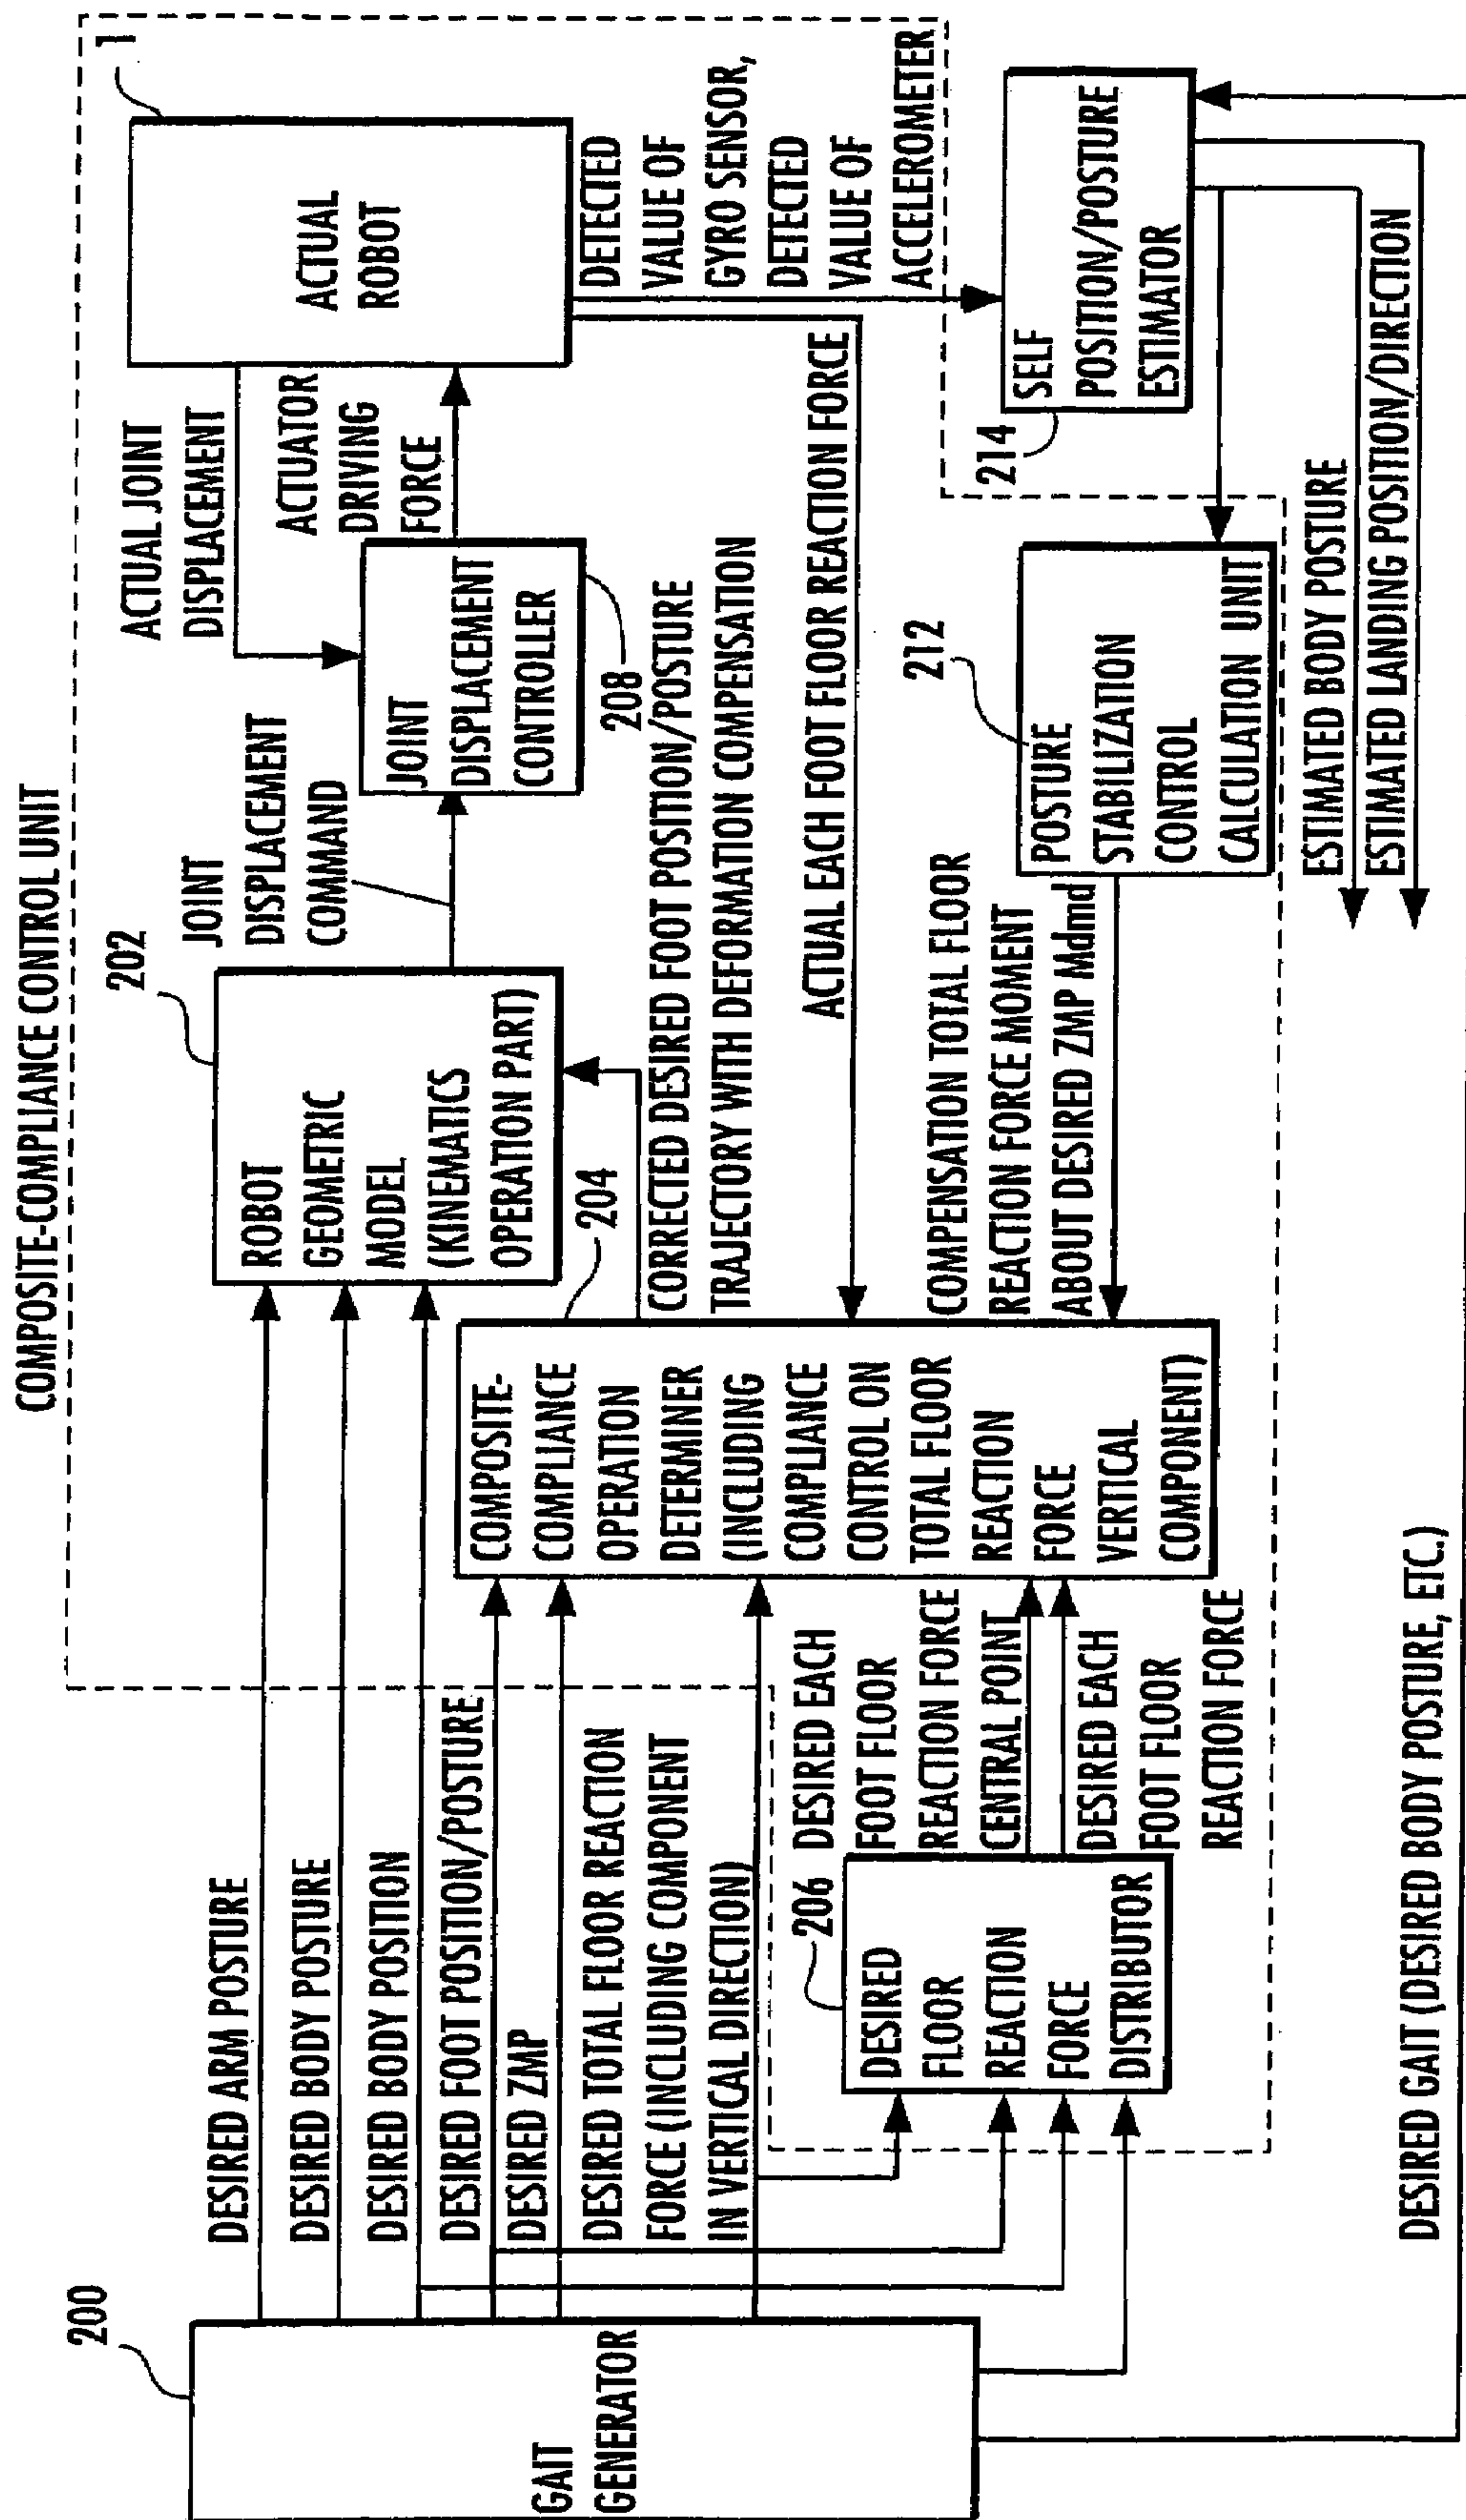 COMPOSITE-COMPLIANCE CONTROL UNIT
200
GAIT
GENERATOR
DESIRED ARM POSTURE
DESIRED BODY POSTURE
DESIRED BODY POSITION
DESIRED FOOT POSITION/POSTURE
DESIRED ZMP
DESIRED TOTAL FLOOR REACTION
FORCE (INCLUDING COMPONENT
IN VERTICAL DIRECTION)
206
DESIRED
FLOOR
REACTION
FORCE
DISTRIBUTOR
DESIRED EACH
FOOT FLOOR
REACTION FORCE
CENTRAL POINT
DESIRED EACH
FOOT FLOOR
REACTION FORCE
204
COMPOSITE-
COMPLIANCE
OPERATION
DETERMINER
(INCLUDING
COMPLIANCE
CONTROL ON
TOTAL FLOOR
REACTION
FORCE
VERTICAL
COMPONENT)
202
ROBOT
GEOMETRIC
MODEL
(KINEMATICS
OPERATION PART)
JOINT
DISPLACEMENT
COMMAND
JOINT
DISPLACEMENT
CONTROLLER
208
CORRECTED DESIRED FOOT POSITION/POSTURE
TRAJECTORY WITH DEFORMATION COMPENSATION
ACTUAL JOINT
DISPLACEMENT
ACTUATOR
DRIVING
FORCE
1
ACTUAL
ROBOT
DETECTED
VALUE OF
GYRO SENSOR,
DETECTED
VALUE OF
ACCELEROMETER
ACTUAL EACH FOOT FLOOR REACTION FORCE
COMPENSATION TOTAL FLOOR
REACTION FORCE MOMENT
ABOUT DESIRED ZMP Mdmd
212
POSTURE
STABILIZATION
CONTROL
CALCULATION UNIT
214
SELF
POSITION/POSTURE
ESTIMATOR
ESTIMATED BODY POSTURE
ESTIMATED LANDING POSITION/DIRECTION
DESIRED GAIT (DESIRED BODY POSTURE, ETC.)